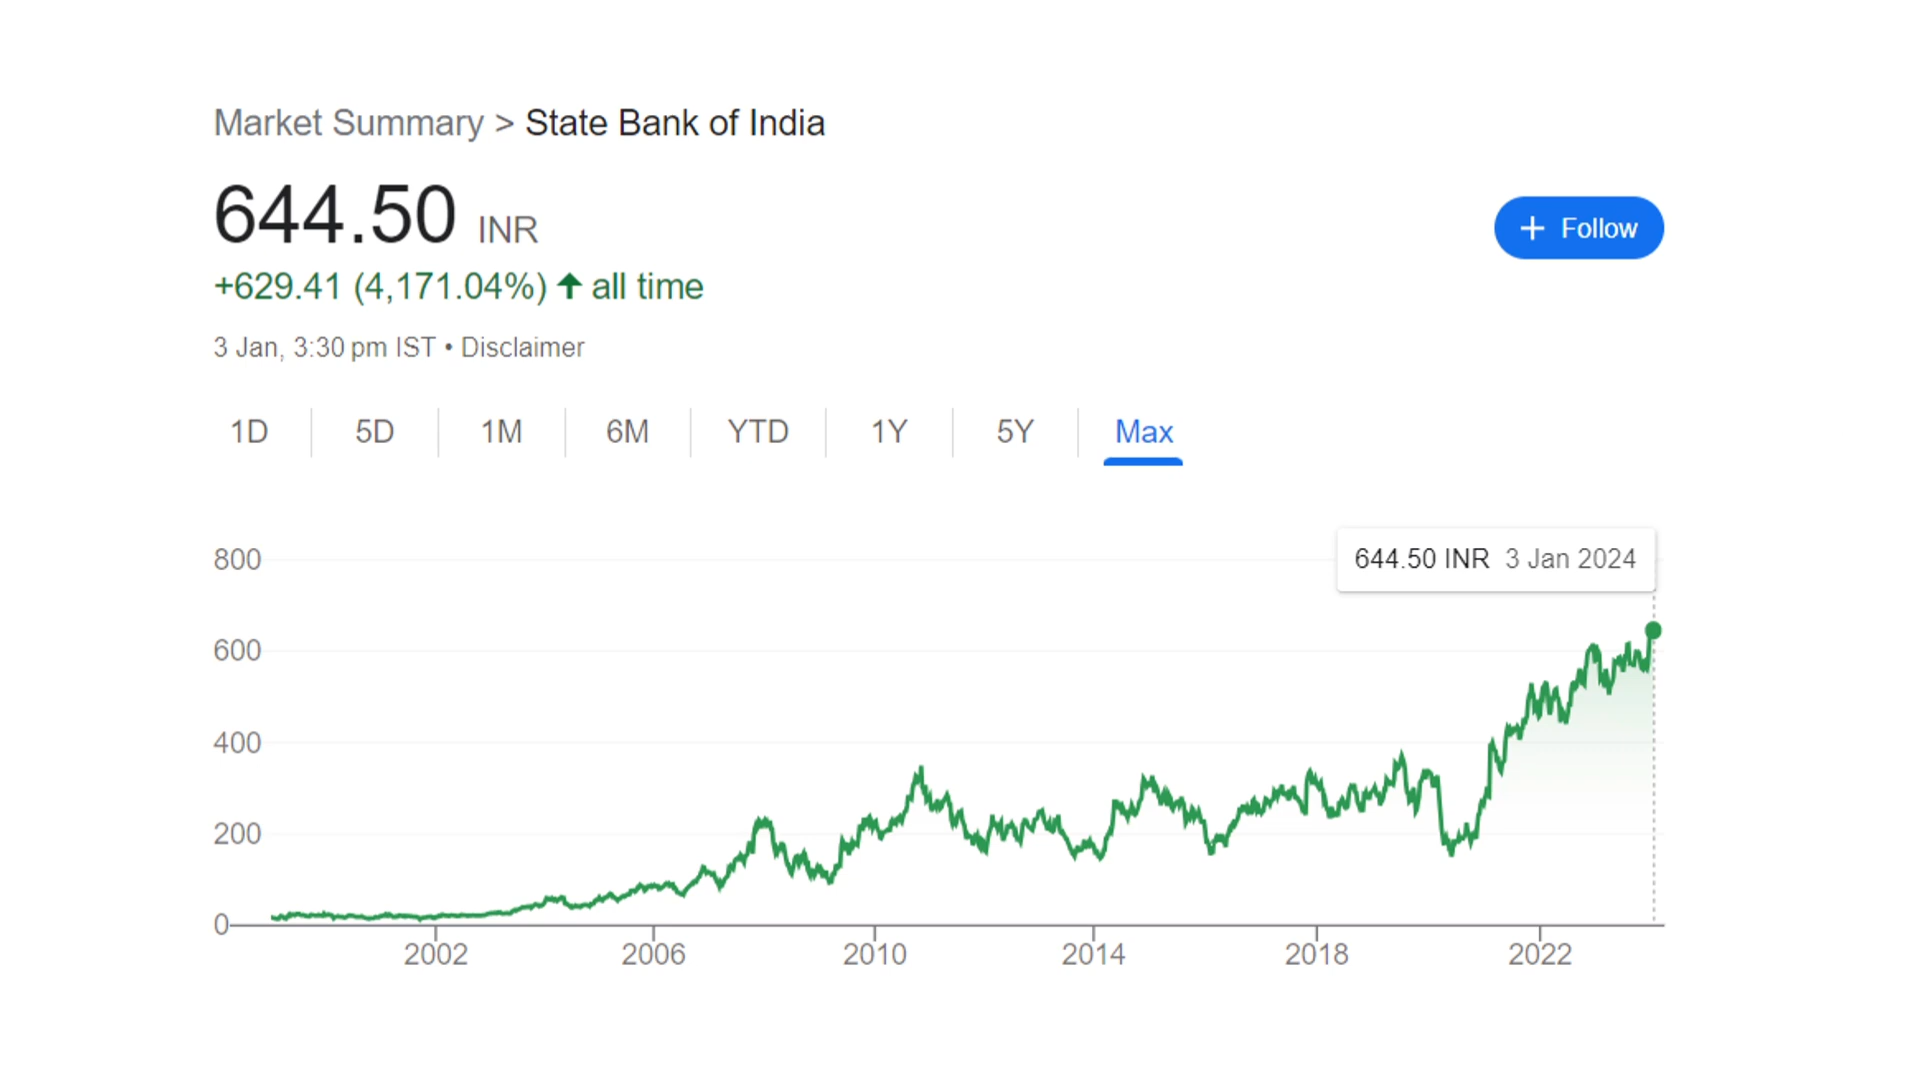 Market Summary > State Bank of India
644.50 INR
+ Follow
+629.41 (4,171.04%) ↑ all time
3 Jan, 3:30 pm IST • Disclaimer
1D 5D 1M 6M YTD 1Y 5Y Max
800
644.50 INR 3 Jan 2024
600
400
200
0
2002 2006 2010 2014 2018 2022